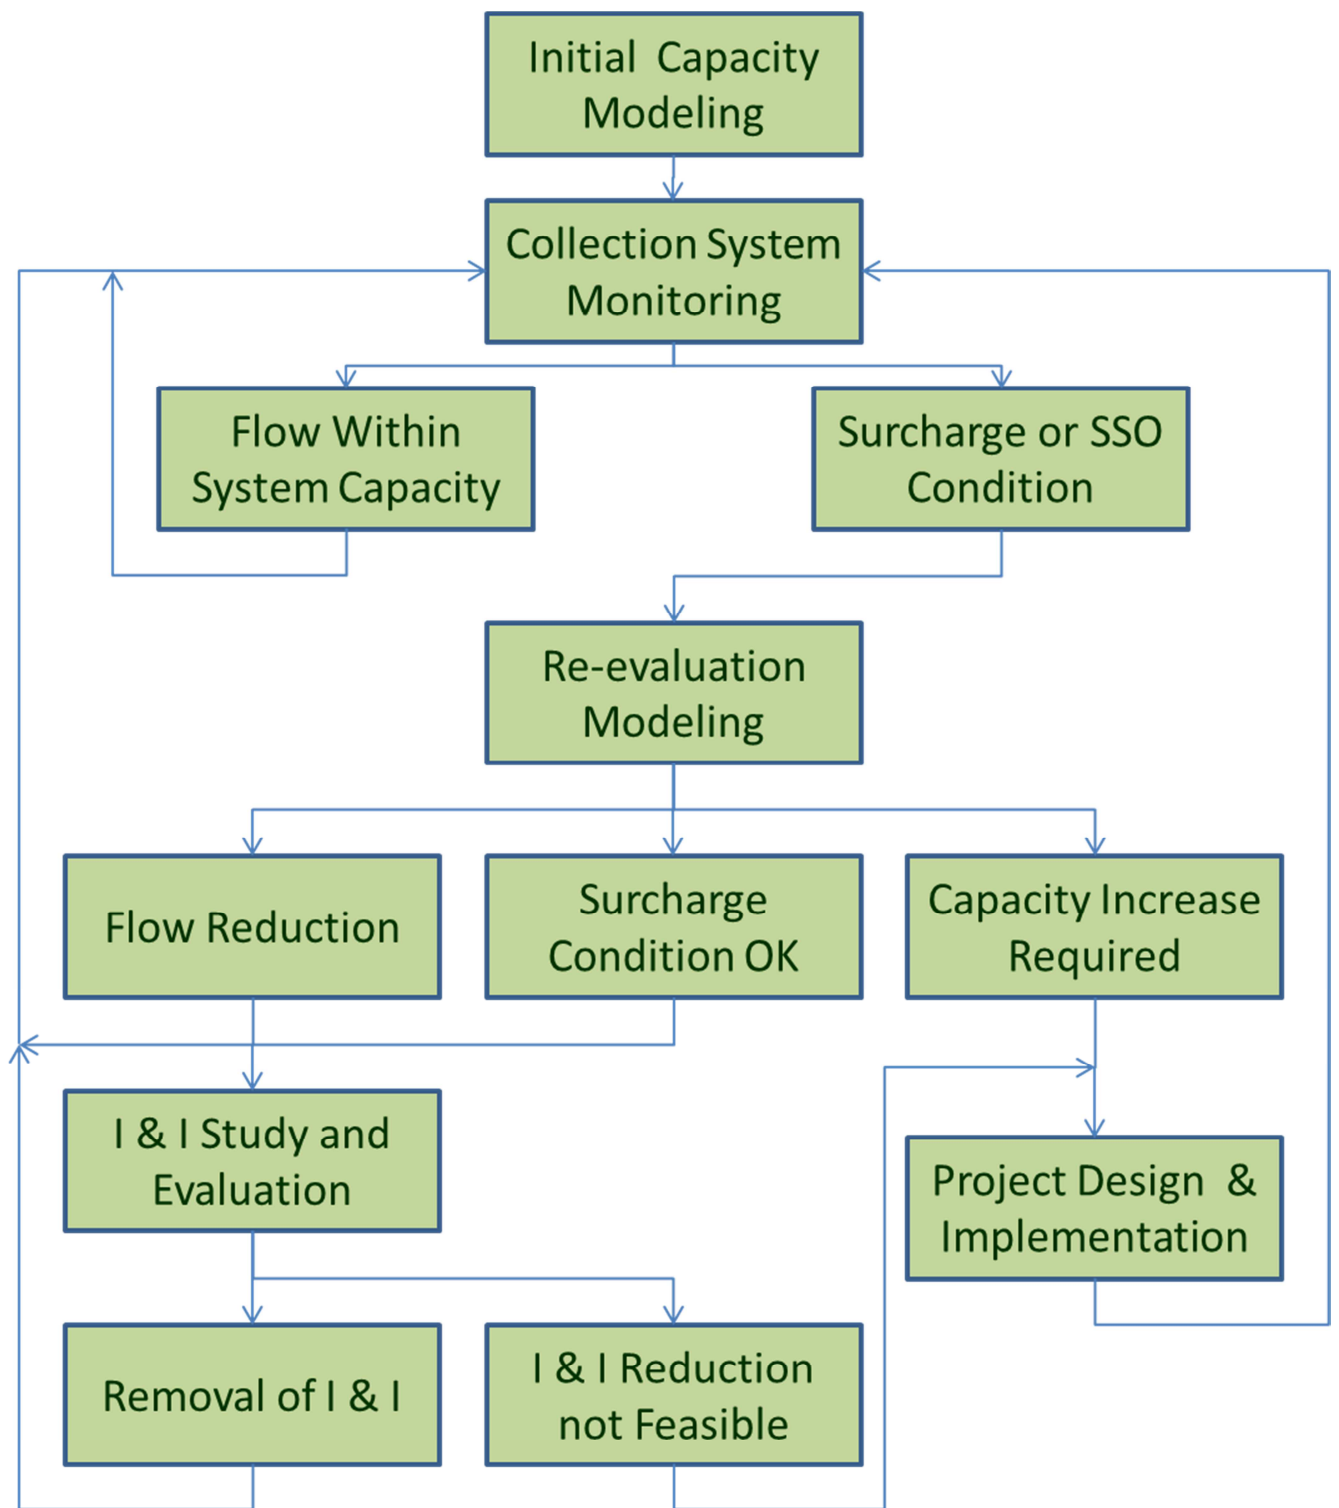 Initial  Capacity
Modeling
Collection System
Monitoring
Flow Within
System Capacity
Surcharge or SSO
Condition
Re-evaluation
Modeling
Flow Reduction
Surcharge
Condition OK
Capacity Increase
Required
I & I Study and
Evaluation
Project Design  &
Implementation
Removal of I & I
I & I Reduction
not Feasible